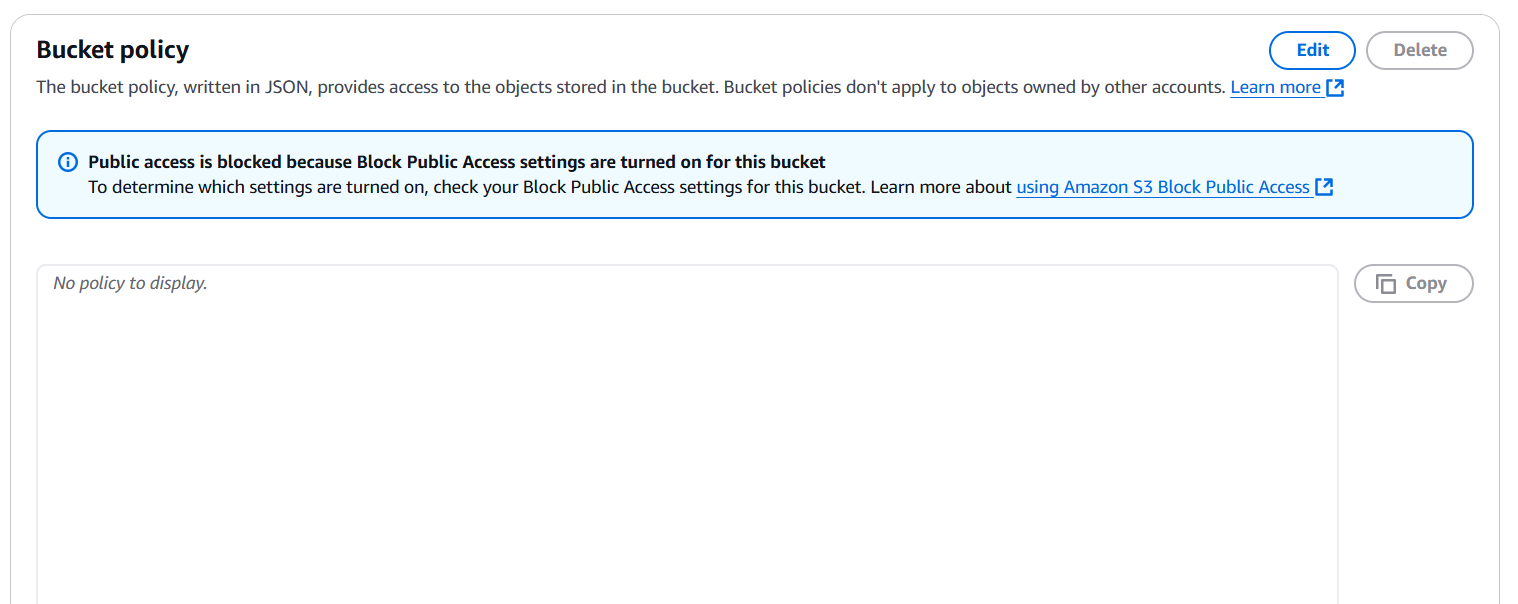 Bucket policy
Edit
Delete
The bucket policy, written in JSON, provides access to the objects stored in the bucket. Bucket policies don't apply to objects owned by other accounts. Learn more
Public access is blocked because Block Public Access settings are turned on for this bucket
To determine which settings are turned on, check your Block Public Access settings for this bucket. Learn more about using Amazon S3 Block Public Access
No policy to display.
Copy